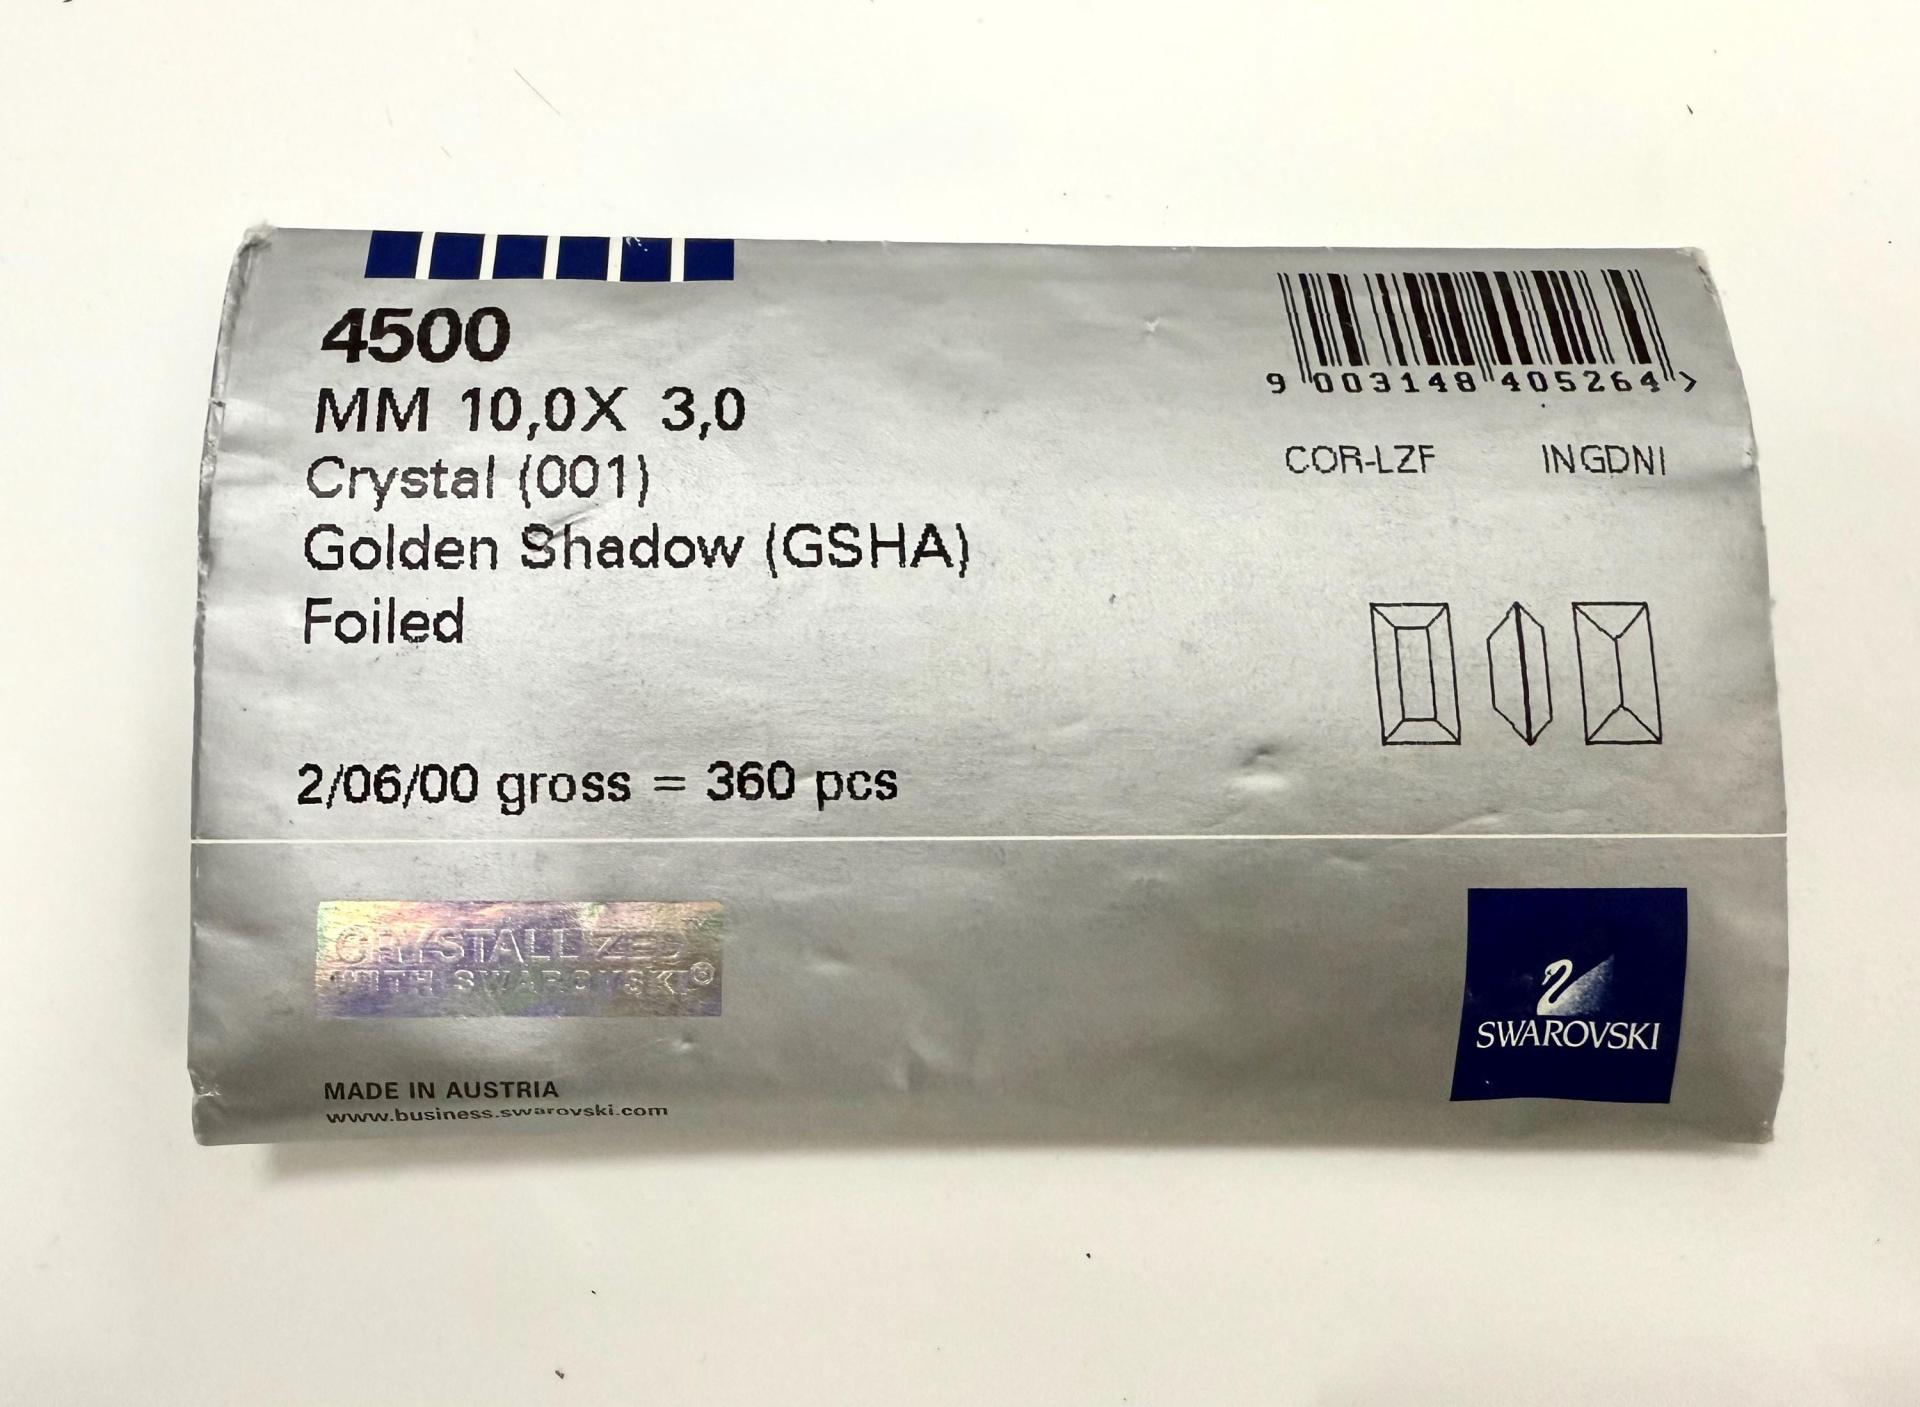 4500
MM 10,0X 3,0
Crystal (001)
Golden Shadow (GSHA)
Foiled
2/06/00 gross = 360 pcs
9 003148 405264 >
COR-LZF INGDNI
CRYSTALLIZED™
WITH SWAROVSKI®
MADE IN AUSTRIA
www.business.swarovski.com
SWAROVSKI